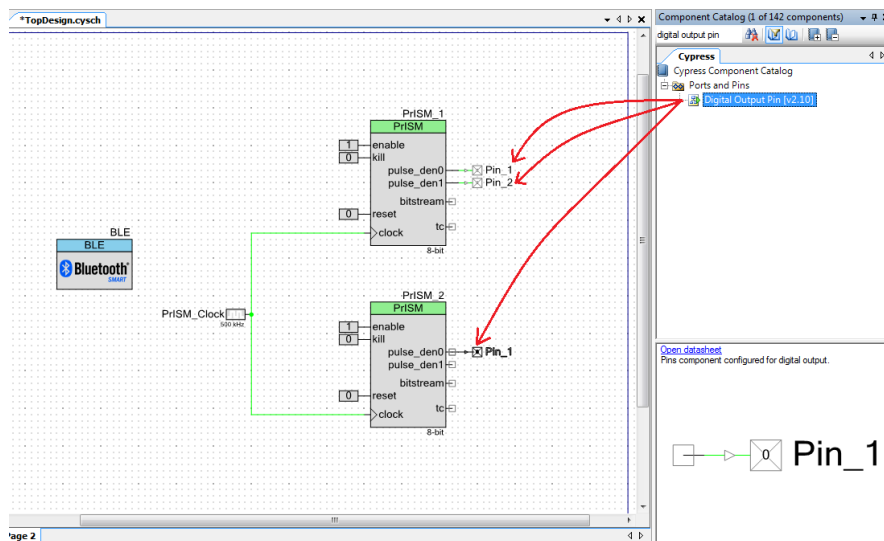 *TopDesign.cysch
Component Catalog (1 of 142 components)
digital output pin
Cypress
Cypress Component Catalog
Ports and Pins
Digital Output Pin [v2.10]
PrISM_1
PrISM
1
enable
0
kill
pulse_den0
Pin_1
pulse_den1
Pin_2
bitstream
0
reset
tc
clock
8-bit
BLE
BLE
Bluetooth®
SMART
PrISM_Clock
500 kHz
PrISM_2
PrISM
1
enable
0
kill
pulse_den0
Pin_1
pulse_den1
bitstream
0
reset
tc
clock
8-bit
Open datasheet
Pins component configured for digital output.
0
Pin_1
Page 2